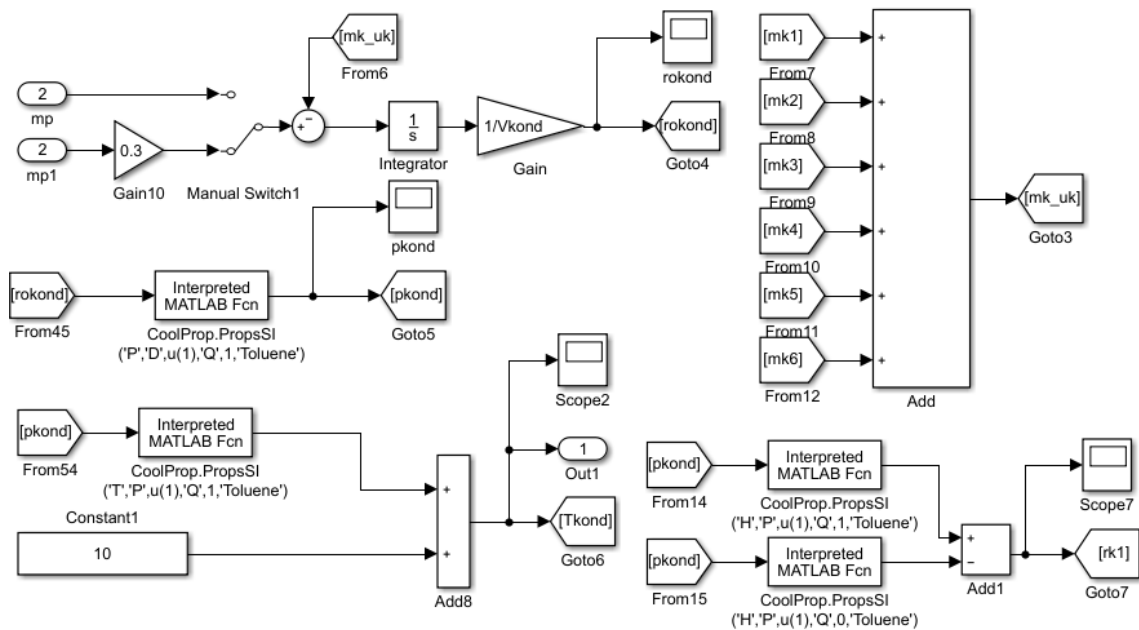 [mk_uk]
From6
2
mp
2
mp1
0.3
Gain10
Manual Switch1
+
−
1
s
Integrator
1/Vkond
Gain
rokond
[rokond]
Goto4
[mk1]
From7
[mk2]
From8
[mk3]
From9
[mk4]
From10
[mk5]
From11
[mk6]
From12
+
+
+
+
+
+
Add
[mk_uk]
Goto3
pkond
[rokond]
From45
Interpreted
MATLAB Fcn
CoolProp.PropsSI
('P','D',u(1),'Q',1,'Toluene')
[pkond]
Goto5
[pkond]
From54
Interpreted
MATLAB Fcn
CoolProp.PropsSI
('T','P',u(1),'Q',1,'Toluene')
Constant1
10
+
+
Add8
Scope2
1
Out1
[Tkond]
Goto6
[pkond]
From14
Interpreted
MATLAB Fcn
CoolProp.PropsSI
('H','P',u(1),'Q',1,'Toluene')
[pkond]
From15
Interpreted
MATLAB Fcn
CoolProp.PropsSI
('H','P',u(1),'Q',0,'Toluene')
+
−
Add1
Scope7
[rk1]
Goto7